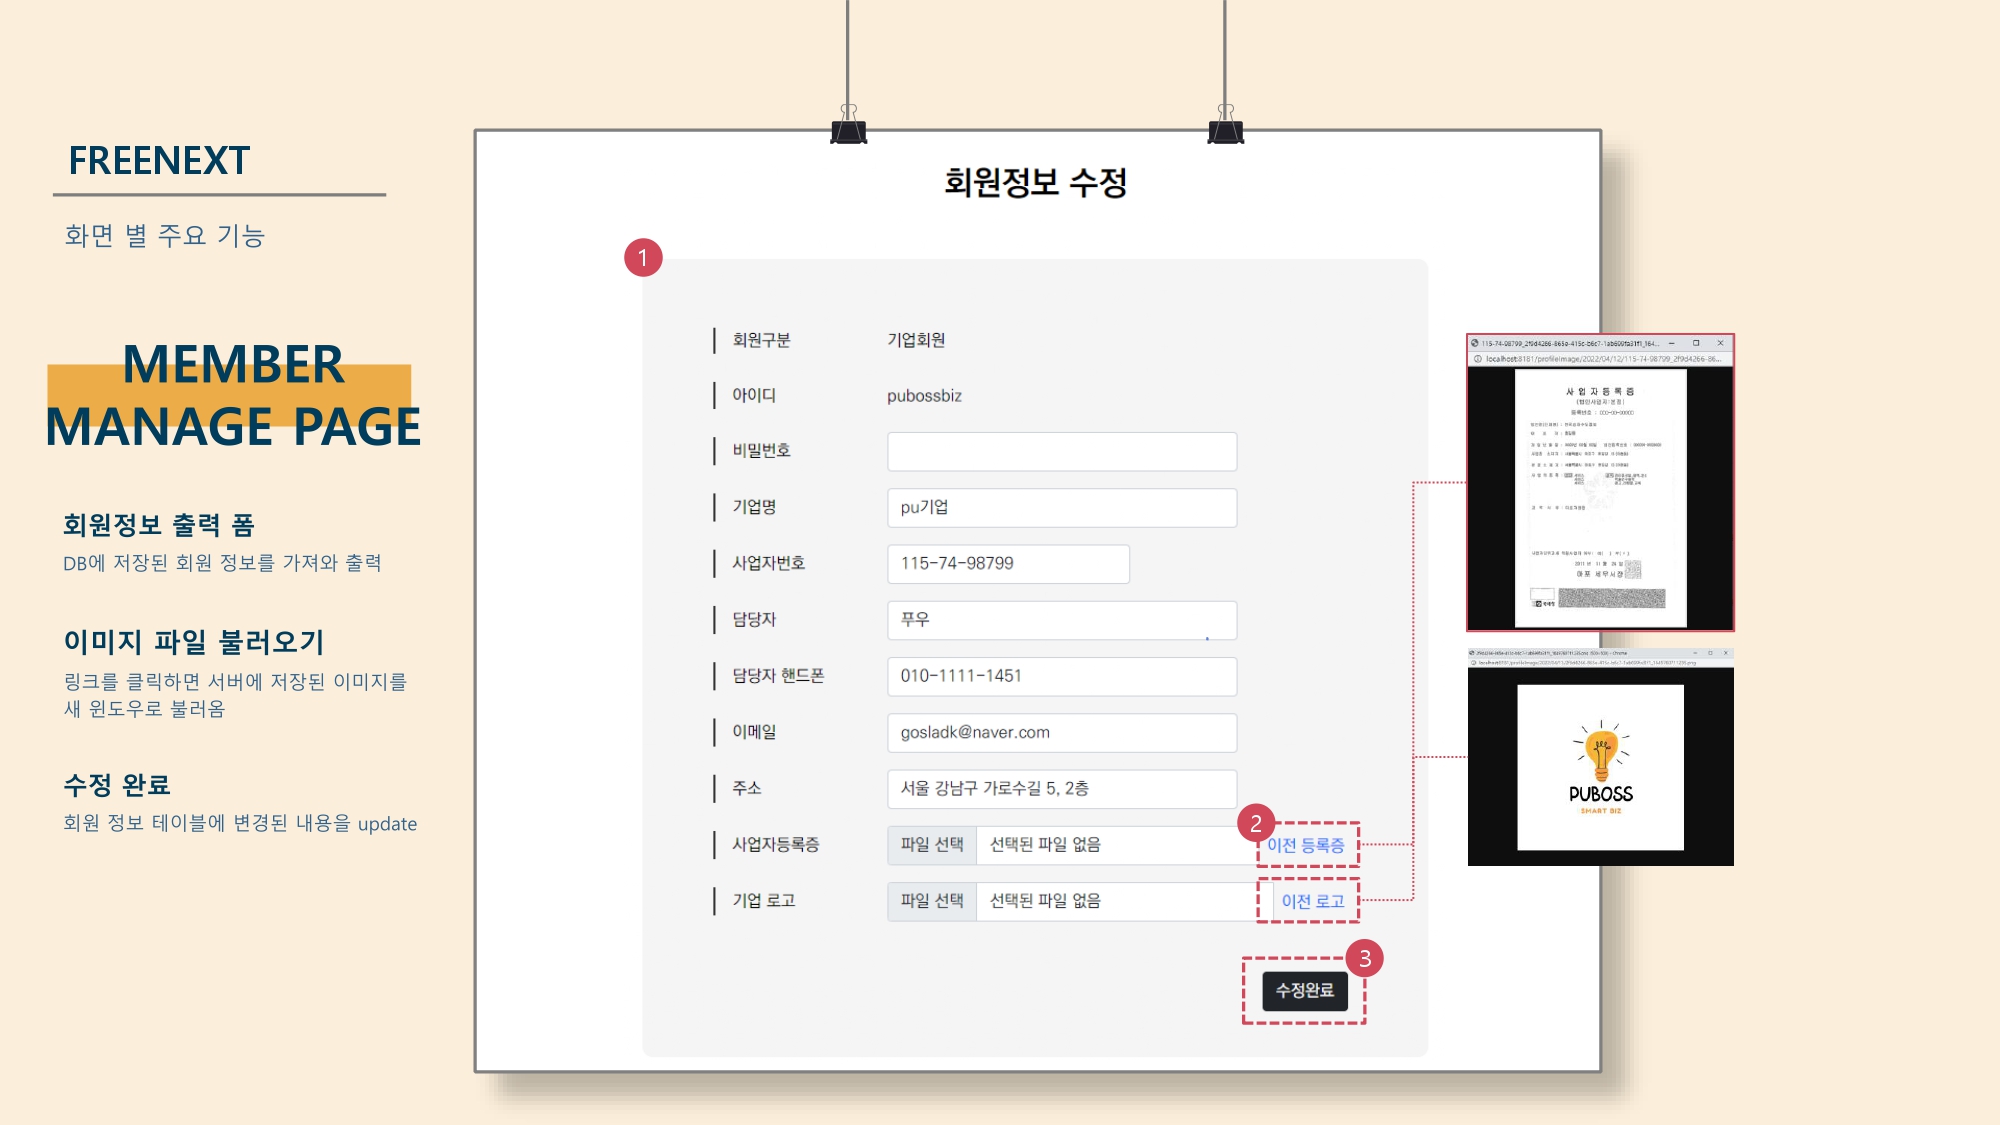 FREENEXT
화면 별 주요 기능
MEMBER
MANAGE PAGE
회원정보 출력 폼
DB에 저장된 회원 정보를 가져와 출력
이미지 파일 불러오기
링크를 클릭하면 서버에 저장된 이미지를
새 윈도우로 불러옴
수정 완료
회원 정보 테이블에 변경된 내용을 update
회원정보 수정
1
회원구분 기업회원
아이디 pubossbiz
비밀번호
기업명 pu기업
사업자번호 115-74-98799
담당자 푸우
담당자 핸드폰 010-1111-1451
이메일 gosladk@naver.com
주소 서울 강남구 가로수길 5, 2층
2
사업자등록증 파일 선택 선택된 파일 없음 이전 등록증
기업 로고 파일 선택 선택된 파일 없음 이전 로고
3
수정완료
사 업 자 등 록 증
마포 세무서장
PUBOSS
SMART BIZ